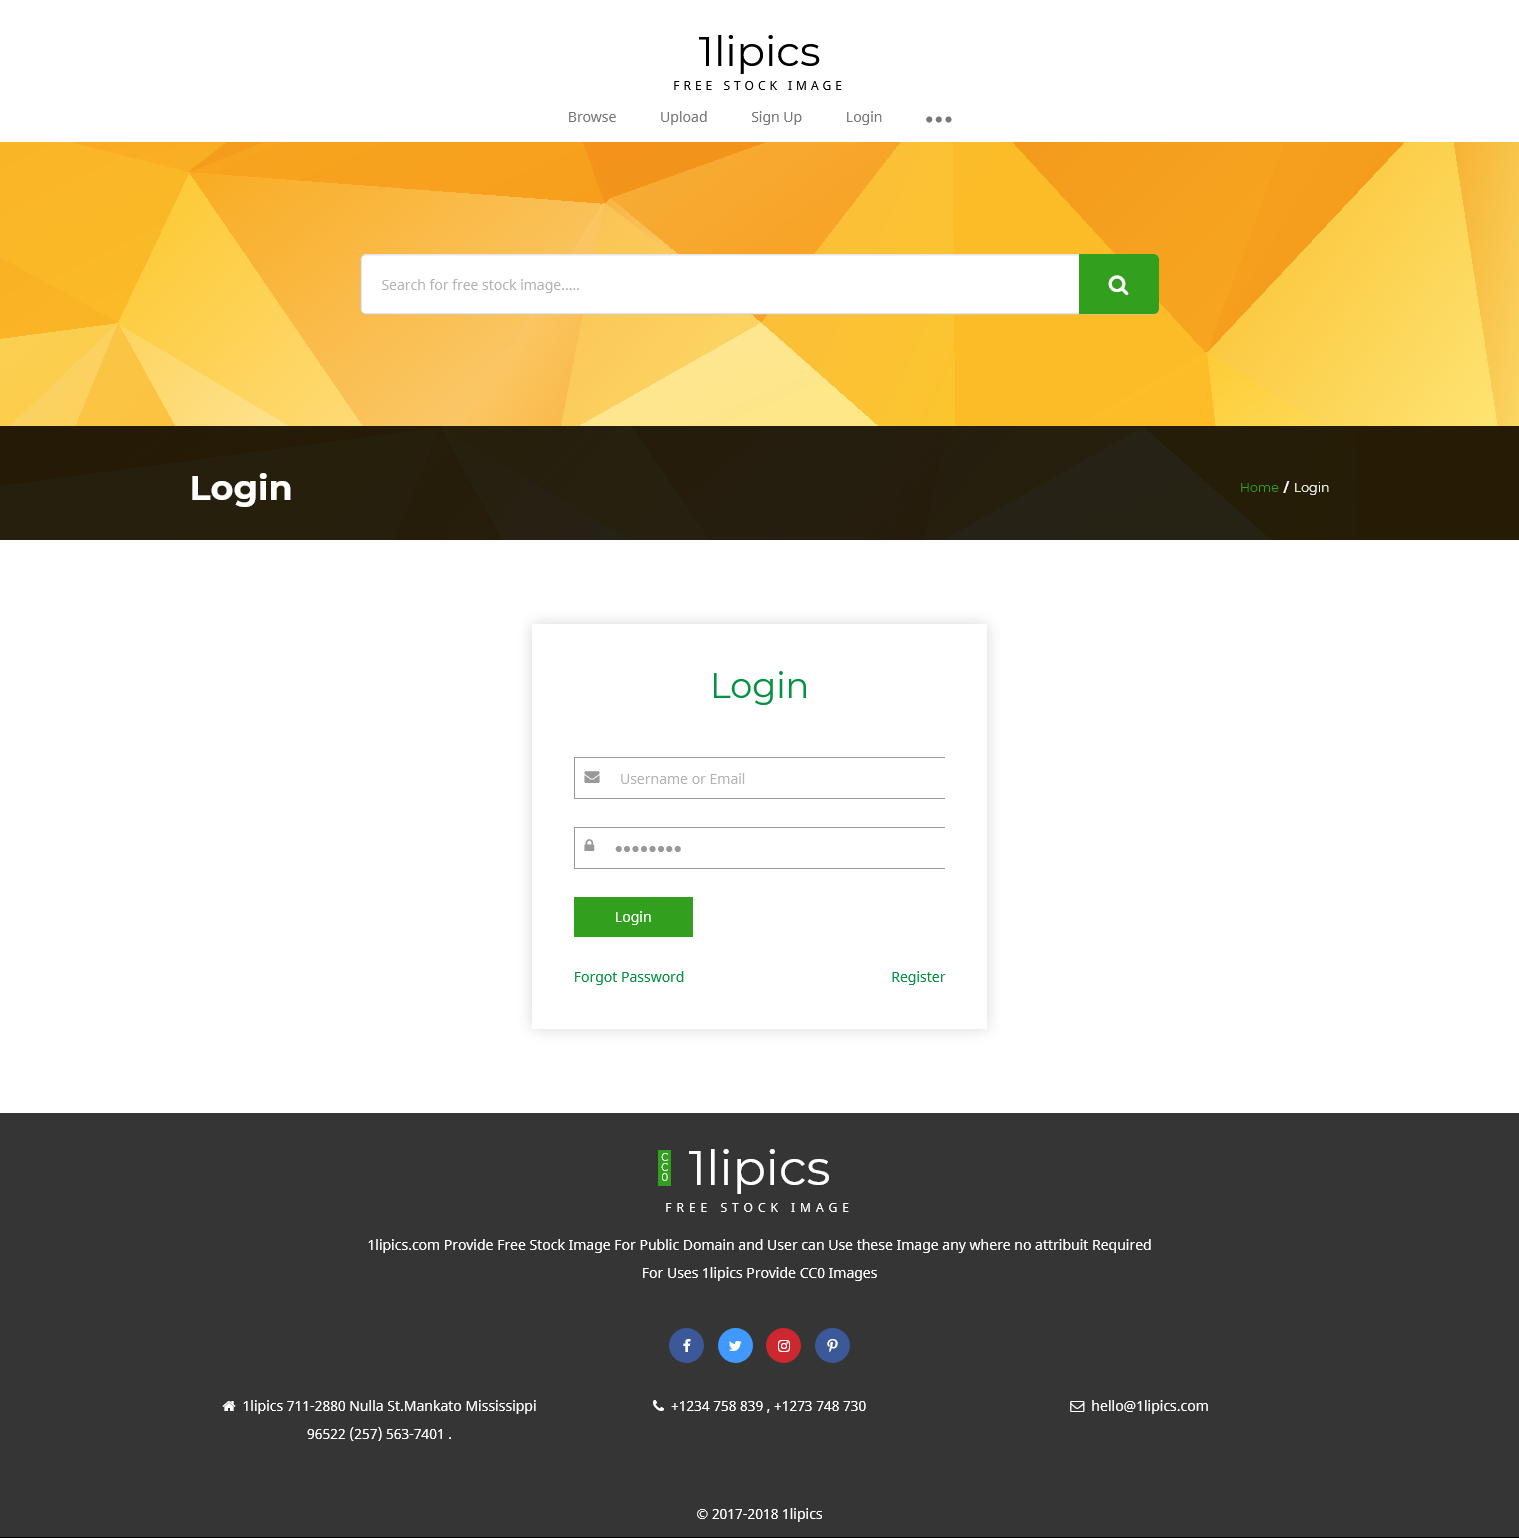 1lipics
FREE STOCK IMAGE
Browse Upload Sign Up Login
Search for free stock image.....
Login
Home / Login
Login
Username or Email
Login
Forgot Password Register
CC0 1lipics
FREE STOCK IMAGE
1lipics.com Provide Free Stock Image For Public Domain and User can Use these Image any where no attribuit Required
For Uses 1lipics Provide CC0 Images
1lipics 711-2880 Nulla St.Mankato Mississippi
96522 (257) 563-7401 .
+1234 758 839 , +1273 748 730
hello@1lipics.com
© 2017-2018 1lipics